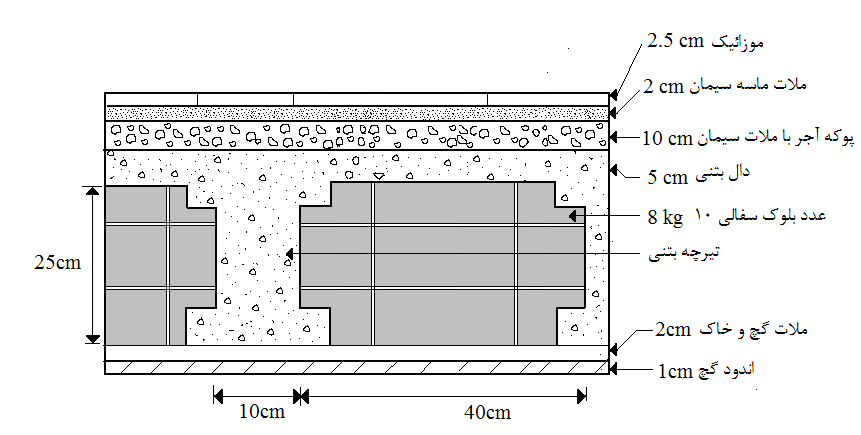 موزائیک 2.5 cm
ملات ماسه سیمان 2 cm
پوکه آجر با ملات سیمان 10 cm
دال بتنی 5 cm
عدد بلوک سفالی ۱۰ 8 kg
تیرچه بتنی
25cm
ملات گچ و خاک 2cm
اندود گچ 1cm
10cm
40cm